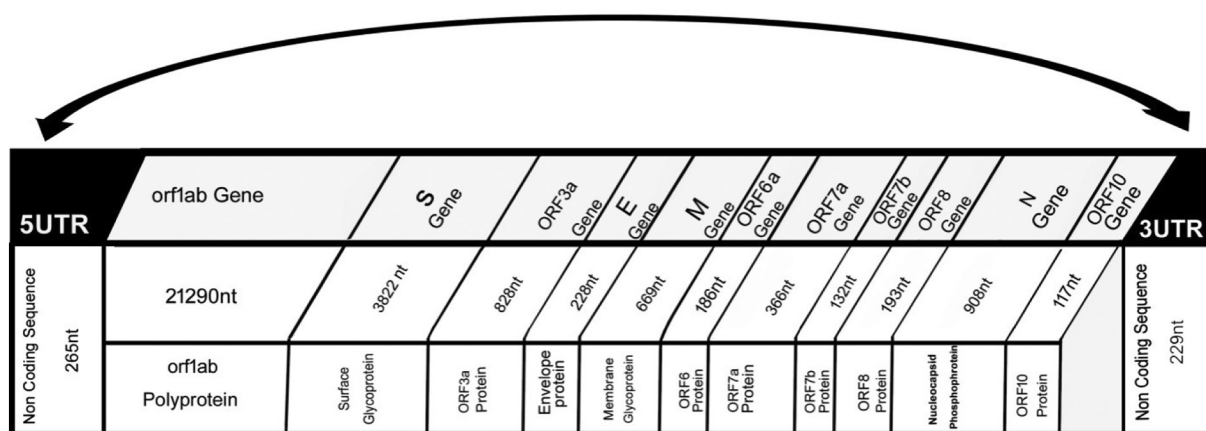 5UTR
orf1ab Gene
S
Gene
ORF3a
Gene
E
Gene
M
Gene
ORF6a
Gene
ORF7a
Gene
ORF7b
Gene
ORF8
Gene
N
Gene
ORF10
Gene
3UTR
Non Coding Sequence
265nt
21290nt
3822 nt
828nt
228nt
669nt
186nt
366nt
132nt
193nt
908nt
117nt
Non Coding Sequence
229nt
orf1ab
Polyprotein
Surface
Glycoprotein
ORF3a
Protein
Envelope
protein
Membrane
Glycoprotein
ORF6
Protein
ORF7a
Protein
ORF7b
Protein
ORF8
Protein
Nucleocapsid
Phosphophrotein
ORF10
Protein